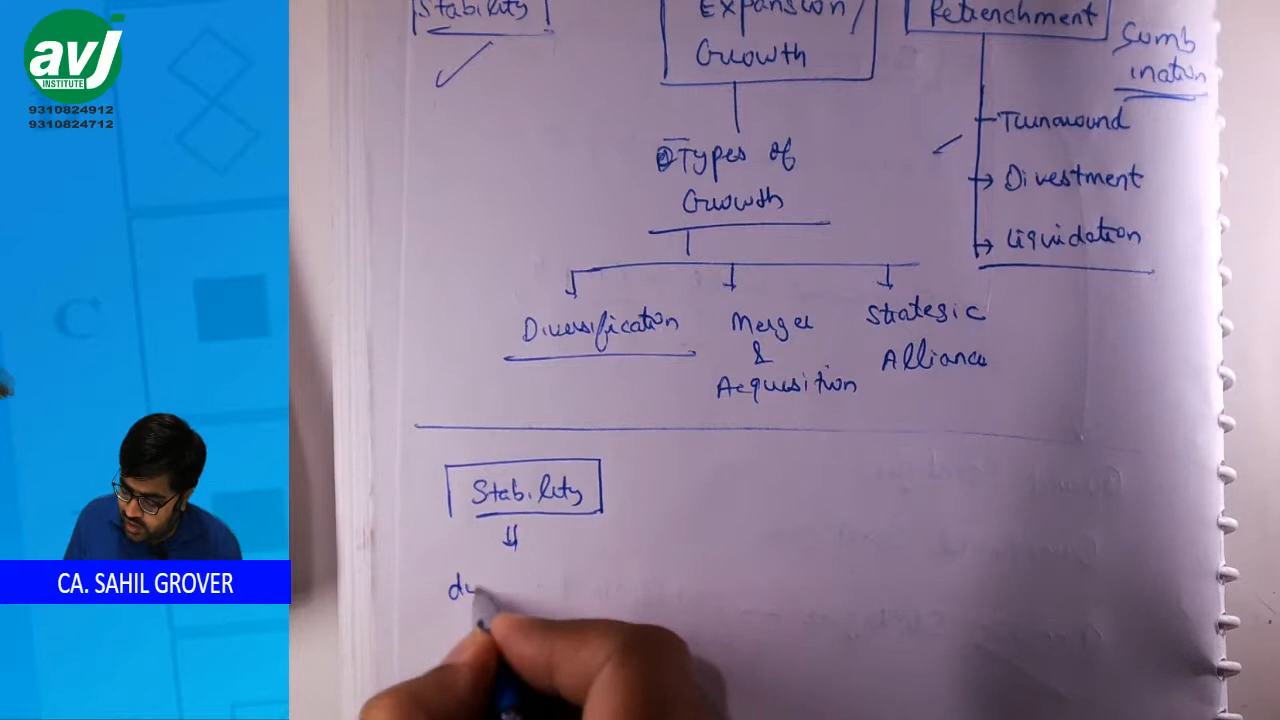 avj
INSTITUTE
9310824912
9310824712
Stability
Expansion/
Growth
Retrenchment
Comb
ination
Turnaround
Divestment
Liquidation
Types of
Growth
Diversification
Merger
&
Acquisition
Strategic
Alliance
Stability
du
CA. SAHIL GROVER